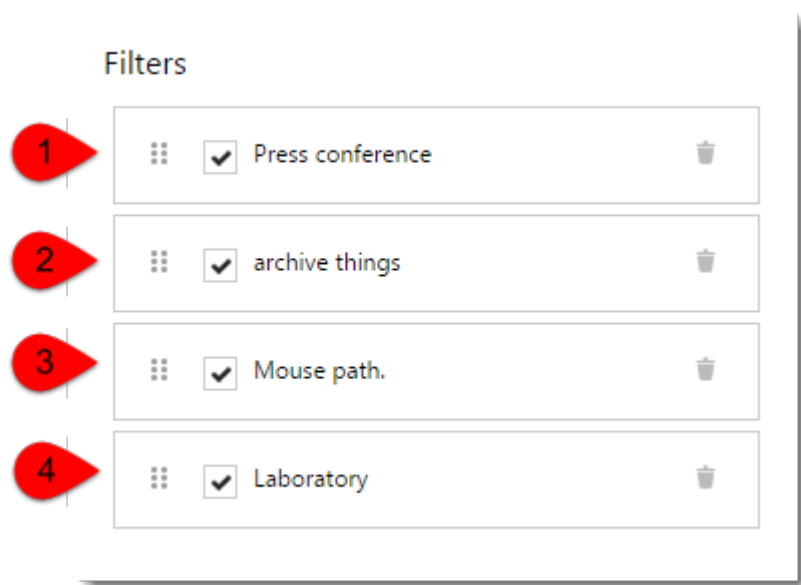 Filters
1 Press conference
2 archive things
3 Mouse path.
4 Laboratory